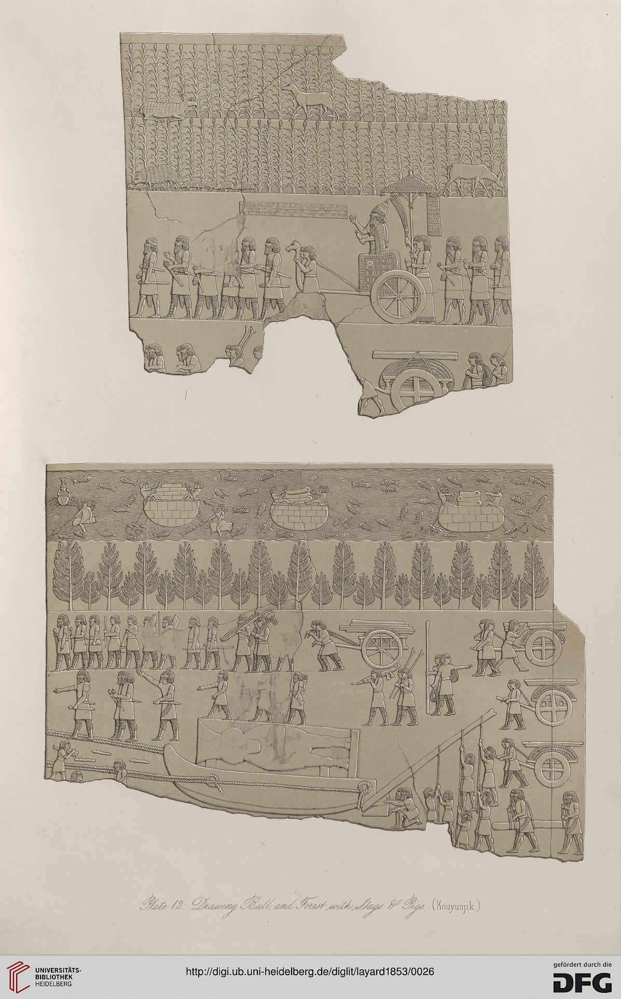 Plate 12. Drawing Bull, and Forest with Stags & Pigs. (Kouyunjik.)
UNIVERSITÄTS-
BIBLIOTHEK
HEIDELBERG
http://digi.ub.uni-heidelberg.de/diglit/layard1853/0026
gefördert durch die
DFG